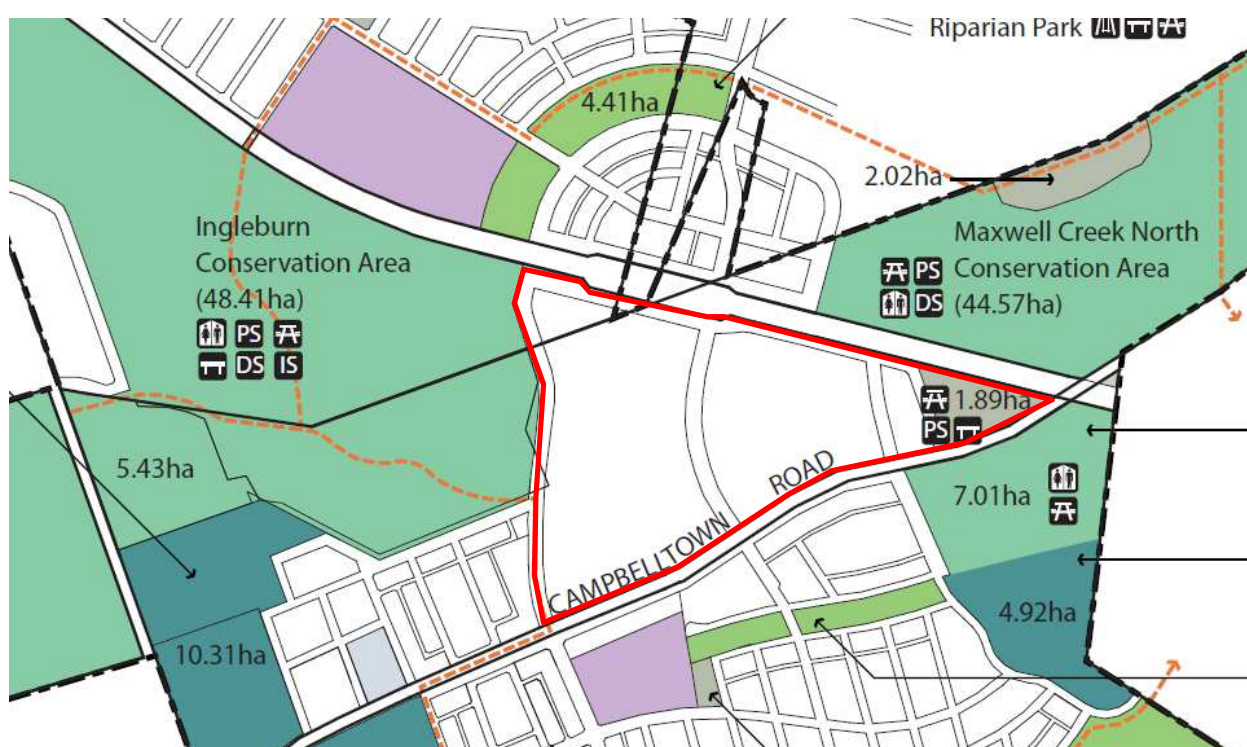 Riparian Park
4.41ha
2.02ha
Ingleburn
Conservation Area
(48.41ha)
PS
DS IS
Maxwell Creek North
PS Conservation Area
DS (44.57ha)
1.89ha
PS
5.43ha
CAMPBELLTOWN ROAD
7.01ha
4.92ha
10.31ha